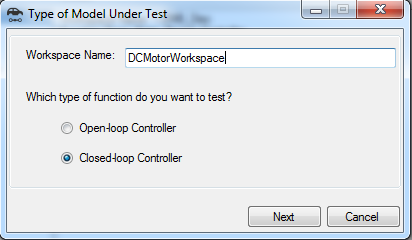 Type of Model Under Test
Workspace Name: DCMotorWorkspace
Which type of function do you want to test?
Open-loop Controller
Closed-loop Controller
Next Cancel